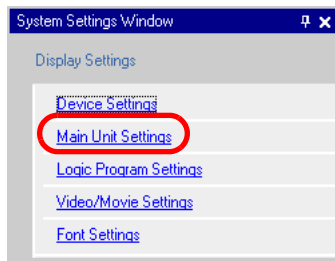 System Settings Window
Display Settings
Device Settings
Main Unit Settings
Logic Program Settings
Video/Movie Settings
Font Settings